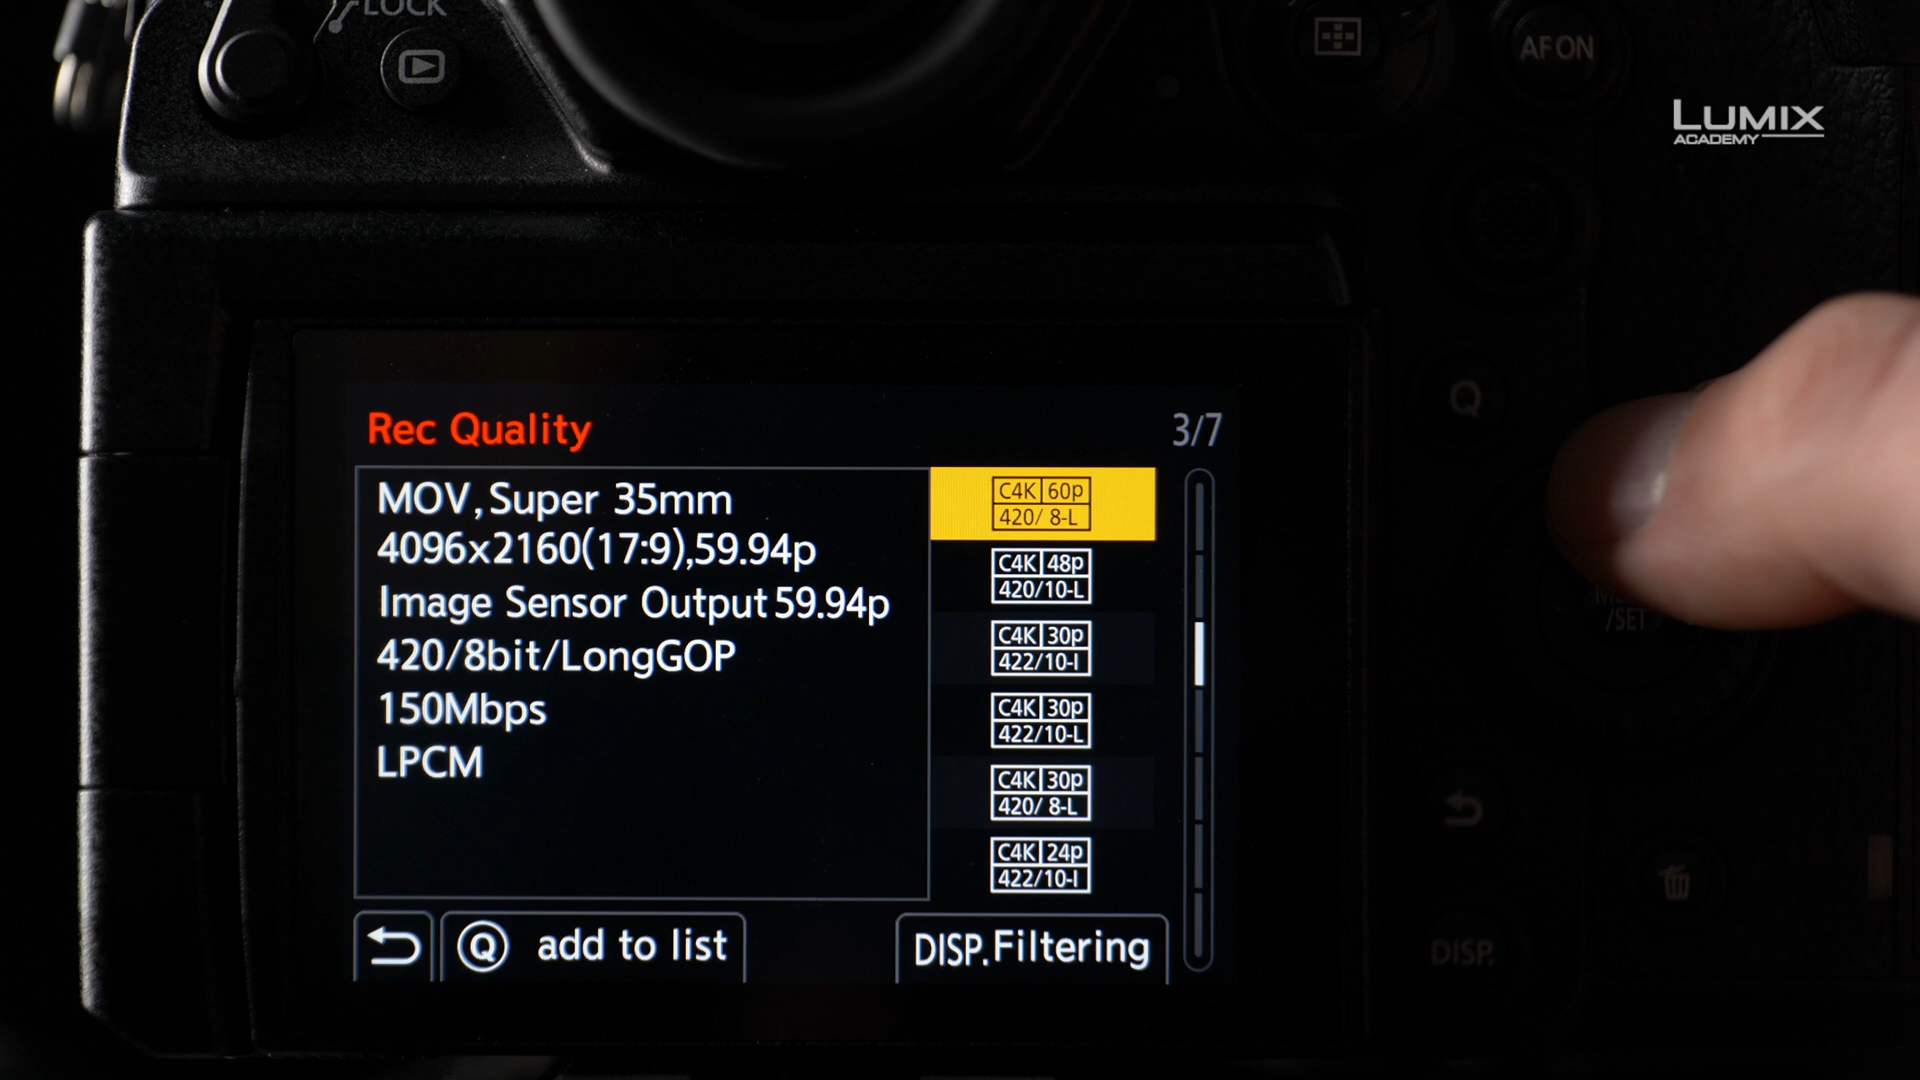 LOCK
AF ON
LUMIX
ACADEMY
Rec Quality
3/7
MOV,Super 35mm
4096x2160(17:9),59.94p
Image Sensor Output 59.94p
420/8bit/LongGOP
150Mbps
LPCM
C4K 60p
420/ 8-L
C4K 48p
420/10-L
C4K 30p
422/10-I
C4K 30p
422/10-L
C4K 30p
420/ 8-L
C4K 24p
422/10-I
Q
/SET
Q add to list
DISP.Filtering
DISP.